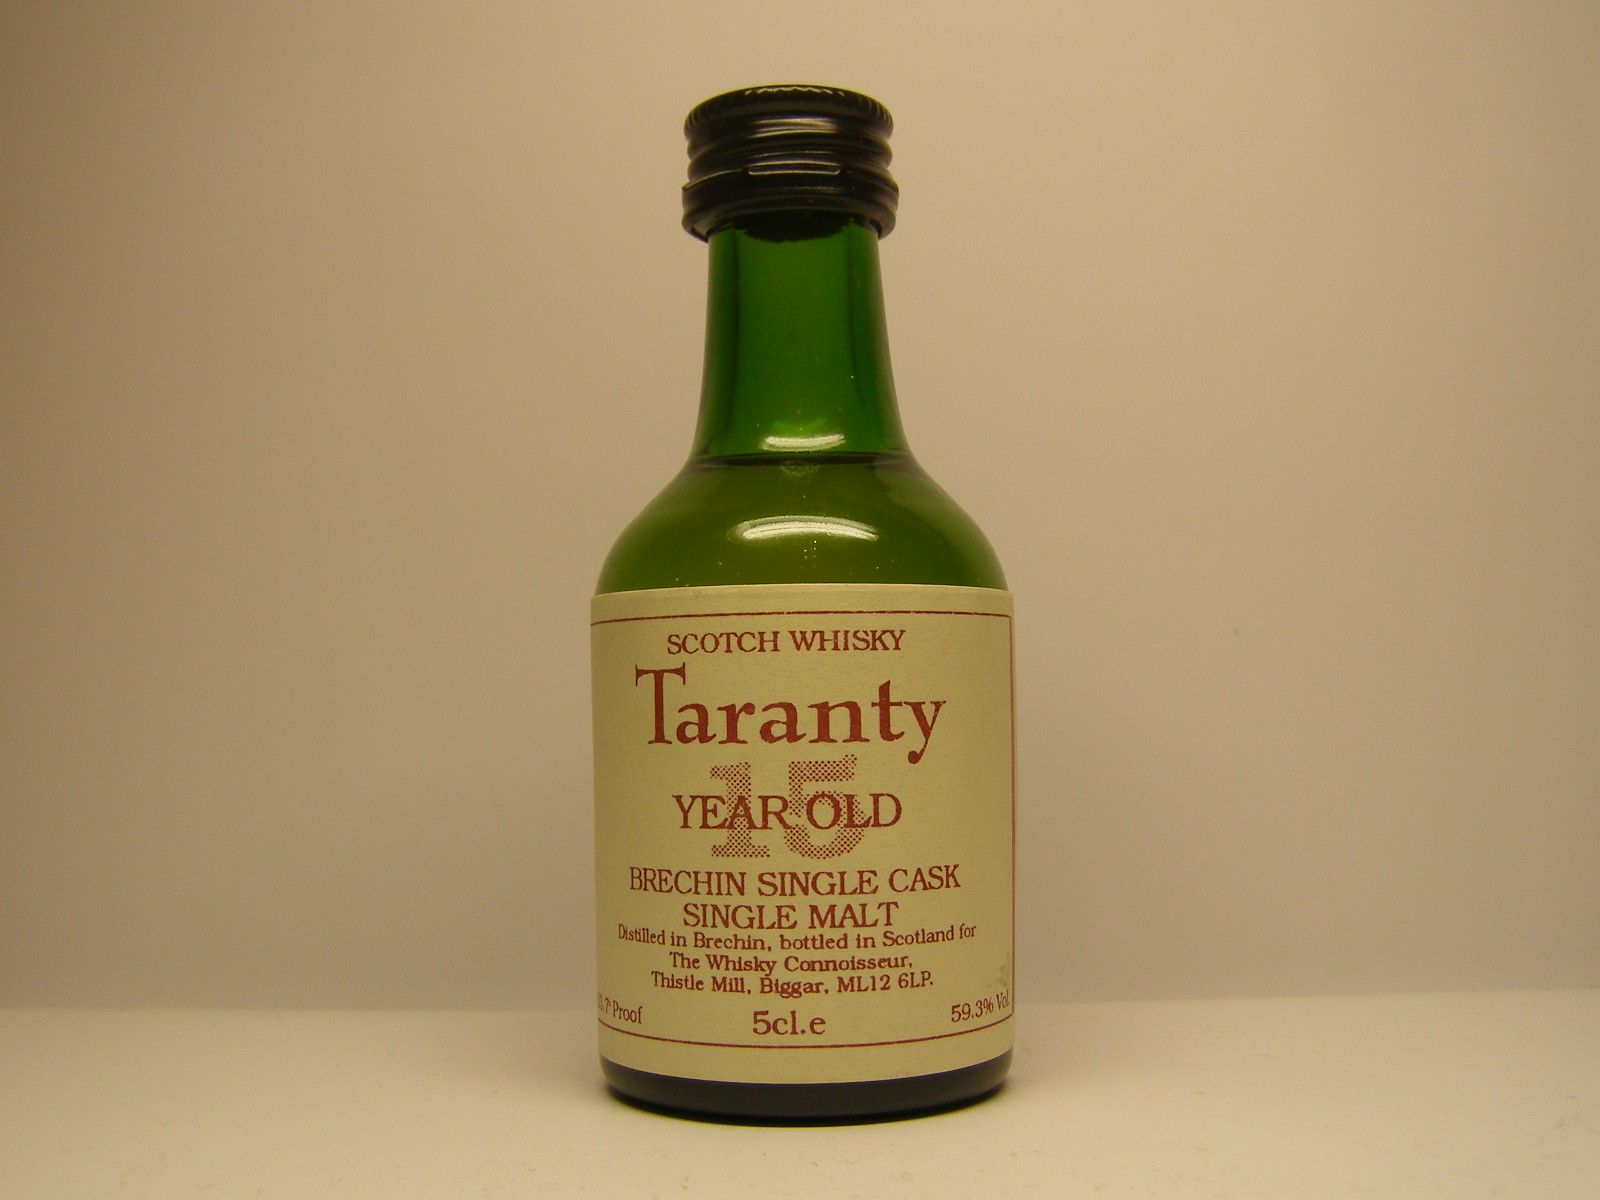 SCOTCH WHISKY
Taranty
15
YEAR OLD
BRECHIN SINGLE CASK
SINGLE MALT
Distilled in Brechin, bottled in Scotland for
The Whisky Connoisseur,
Thistle Mill, Biggar, ML12 6LP.
Proof
5cl.e
59.3% Vol.